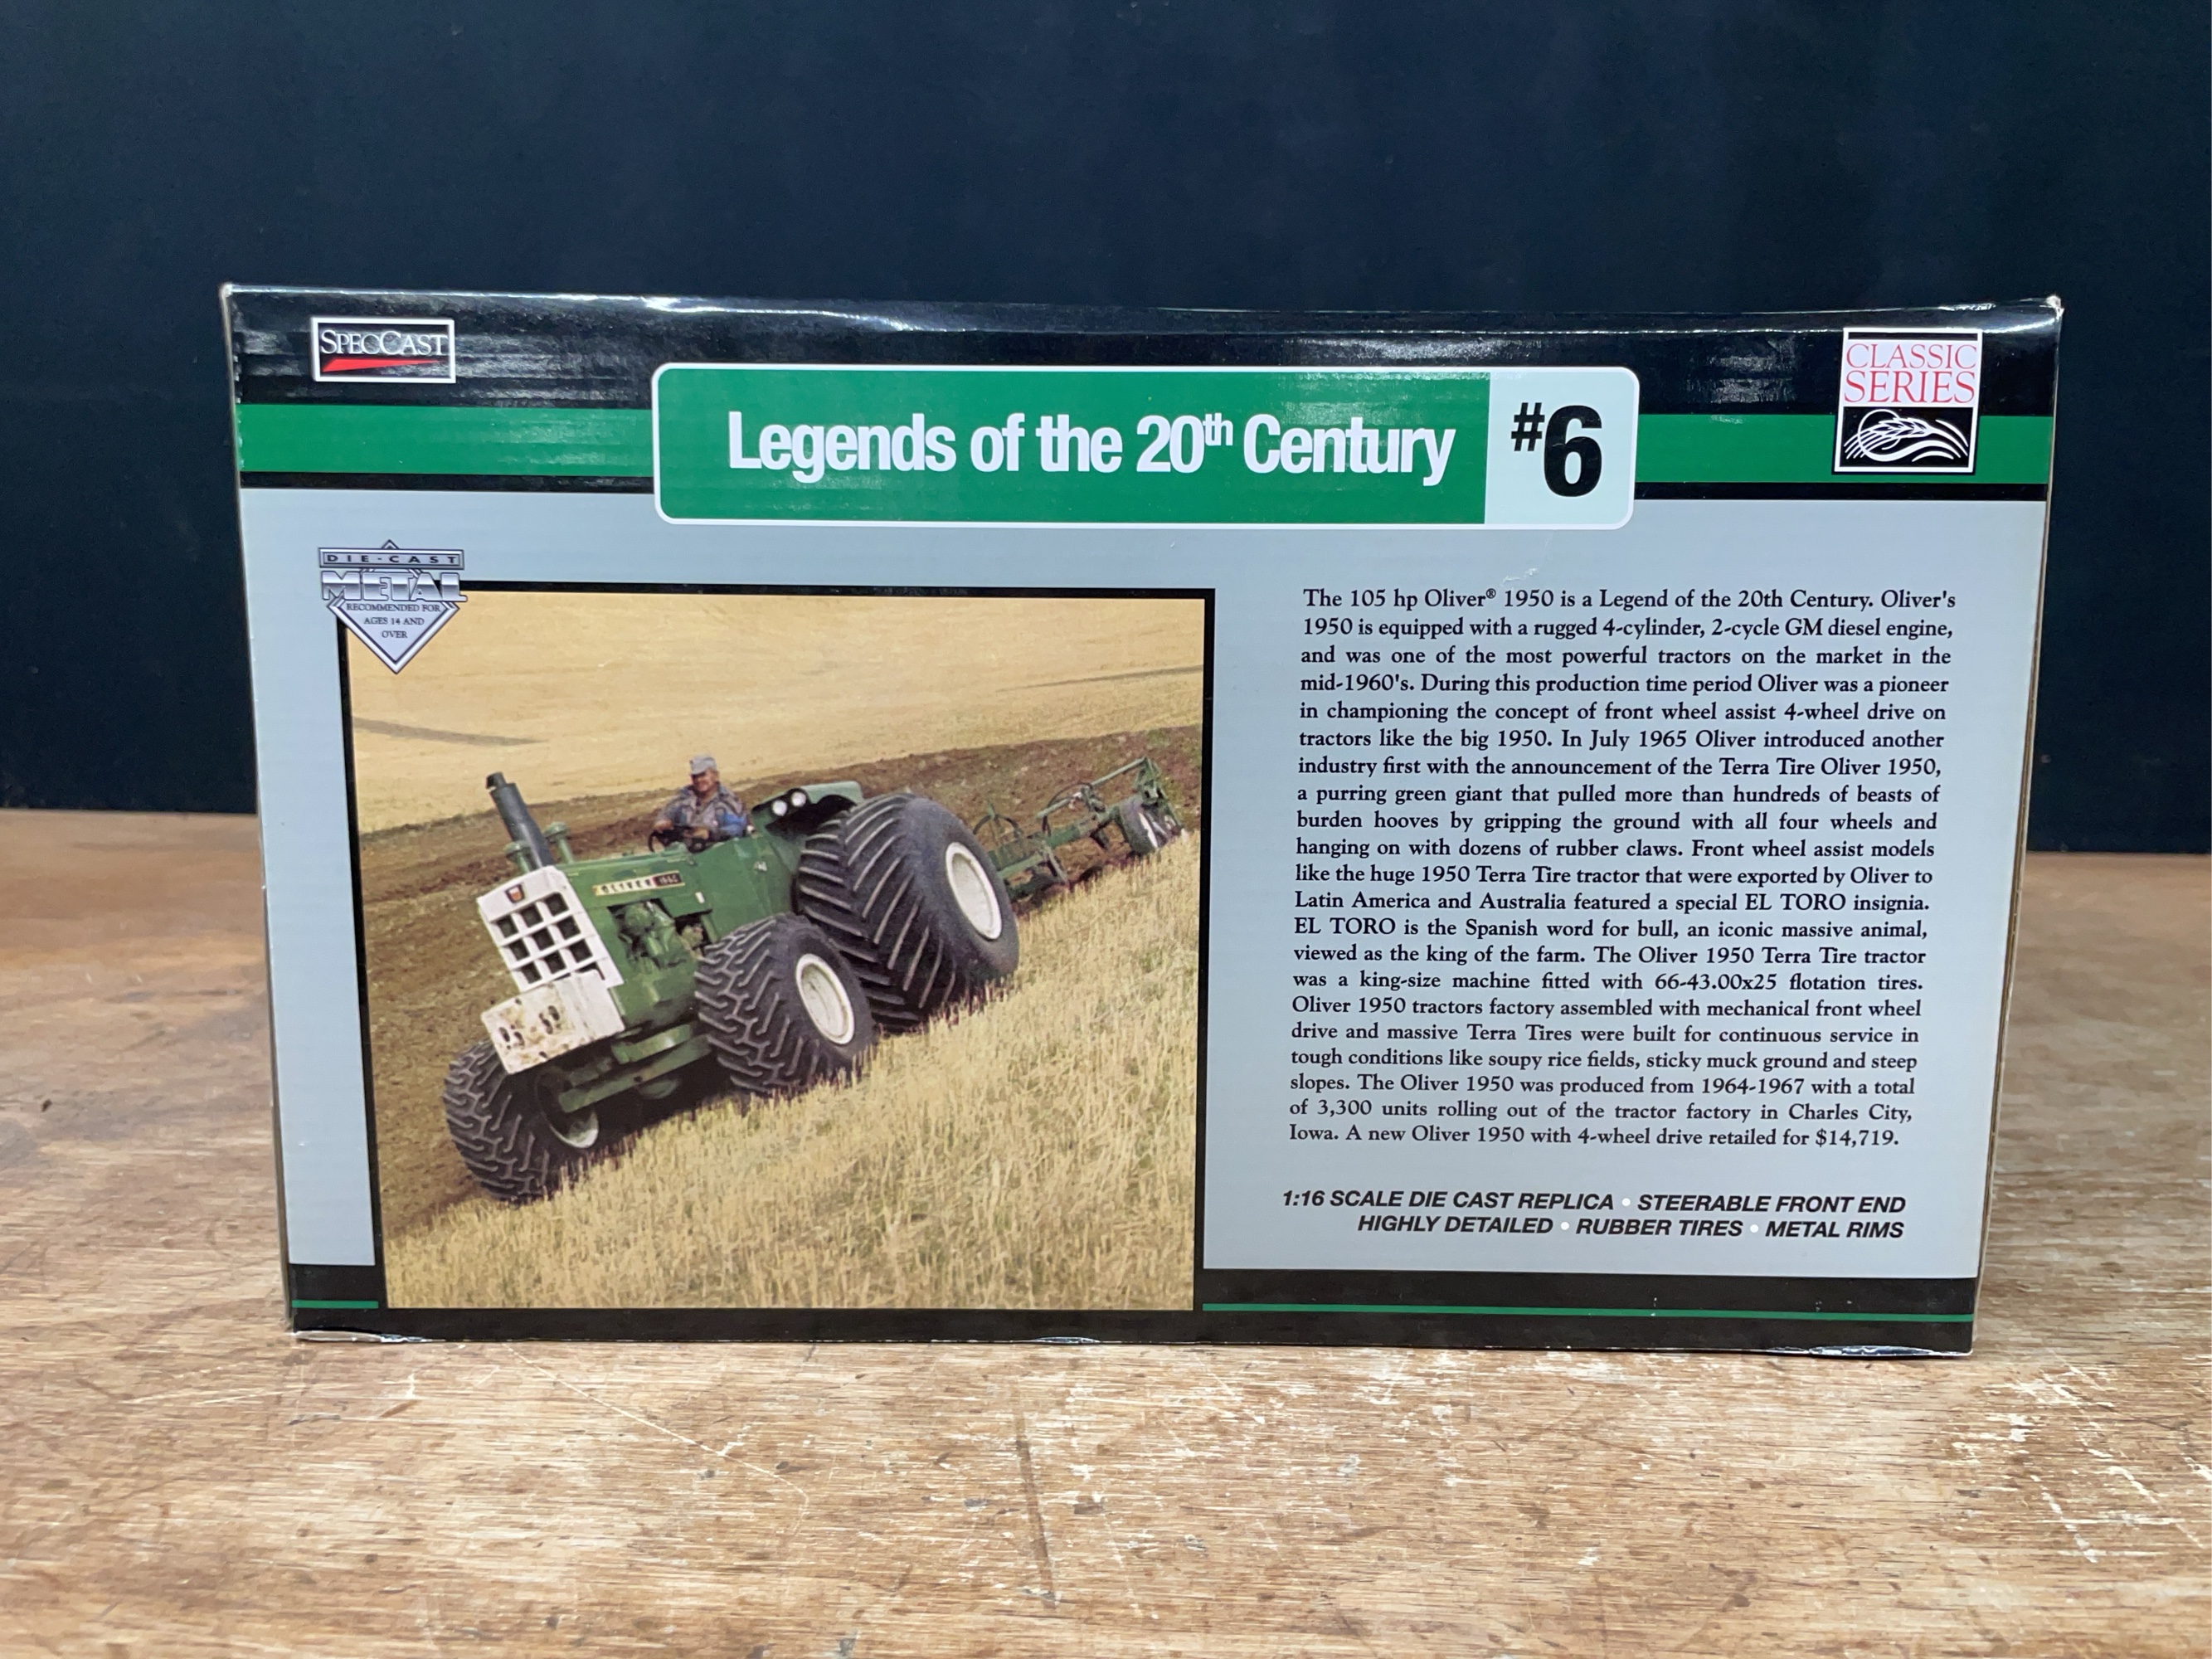 SPECCAST
CLASSIC
SERIES
Legends of the 20th Century #6
DIE-CAST
METAL
RECOMMENDED FOR
AGES 14 AND
OVER
OLIVER
The 105 hp Oliver® 1950 is a Legend of the 20th Century. Oliver's
1950 is equipped with a rugged 4-cylinder, 2-cycle GM diesel engine,
and was one of the most powerful tractors on the market in the
mid-1960's. During this production time period Oliver was a pioneer
in championing the concept of front wheel assist 4-wheel drive on
tractors like the big 1950. In July 1965 Oliver introduced another
industry first with the announcement of the Terra Tire Oliver 1950,
a purring green giant that pulled more than hundreds of beasts of
burden hooves by gripping the ground with all four wheels and
hanging on with dozens of rubber claws. Front wheel assist models
like the huge 1950 Terra Tire tractor that were exported by Oliver to
Latin America and Australia featured a special EL TORO insignia.
EL TORO is the Spanish word for bull, an iconic massive animal,
viewed as the king of the farm. The Oliver 1950 Terra Tire tractor
was a king-size machine fitted with 66-43.00x25 flotation tires.
Oliver 1950 tractors factory assembled with mechanical front wheel
drive and massive Terra Tires were built for continuous service in
tough conditions like soupy rice fields, sticky muck ground and steep
slopes. The Oliver 1950 was produced from 1964-1967 with a total
of 3,300 units rolling out of the tractor factory in Charles City,
Iowa. A new Oliver 1950 with 4-wheel drive retailed for $14,719.
1:16 SCALE DIE CAST REPLICA • STEERABLE FRONT END
HIGHLY DETAILED • RUBBER TIRES • METAL RIMS